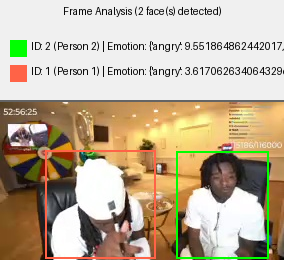 Frame Analysis (2 face(s) detected)
ID: 2 (Person 2) | Emotion: {'angry': 9.551864862442017,
ID: 1 (Person 1) | Emotion: {'angry': 3.617062634064329
52:56:25